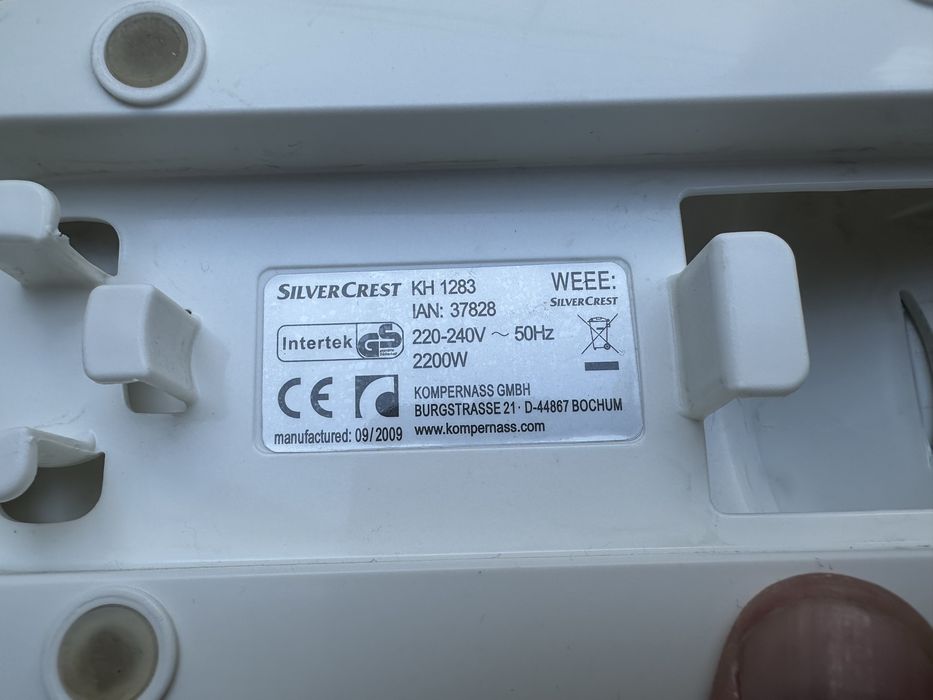 SILVERCREST KH 1283
IAN: 37828
220-240V ~ 50Hz
2200W
WEEE:
SILVERCREST
Intertek GS
CE
KOMPERNASS GMBH
BURGSTRASSE 21 · D-44867 BOCHUM
manufactured: 09/2009 www.kompernass.com